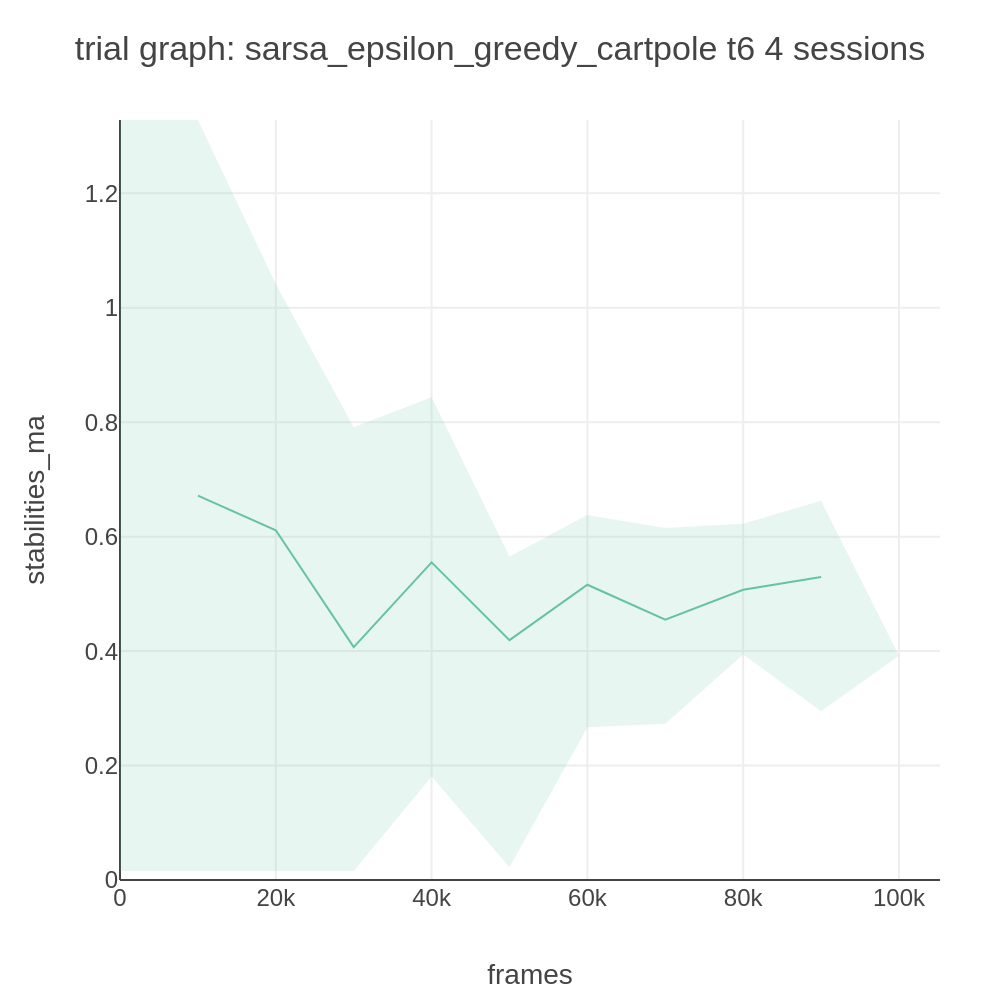 trial graph: sarsa_epsilon_greedy_cartpole t6 4 sessions
stabilities_ma
1.2
1
0.8
0.6
0.4
0.2
0
0
20k
40k
60k
80k
100k
frames